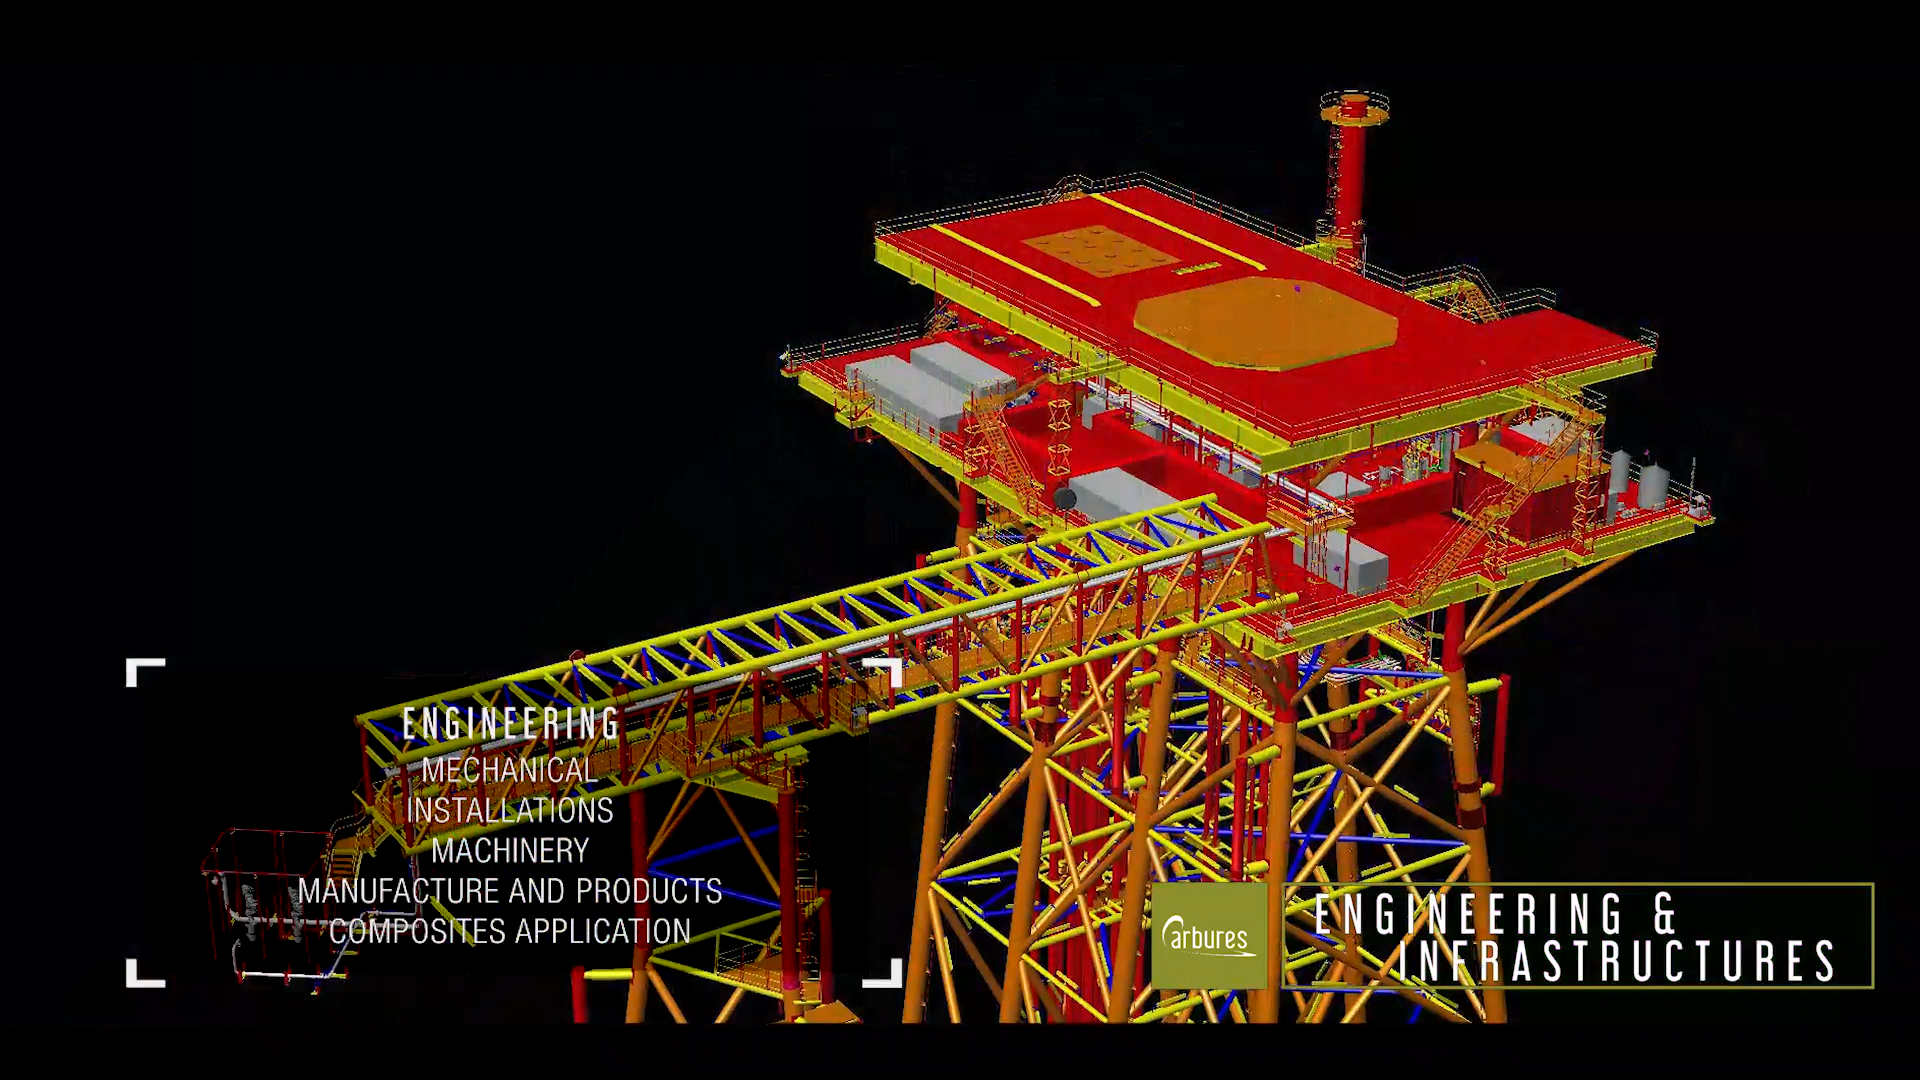 ENGINEERING
MECHANICAL
INSTALLATIONS
MACHINERY
MANUFACTURE AND PRODUCTS
COMPOSITES APPLICATION
Carbures
ENGINEERING &
INFRASTRUCTURES